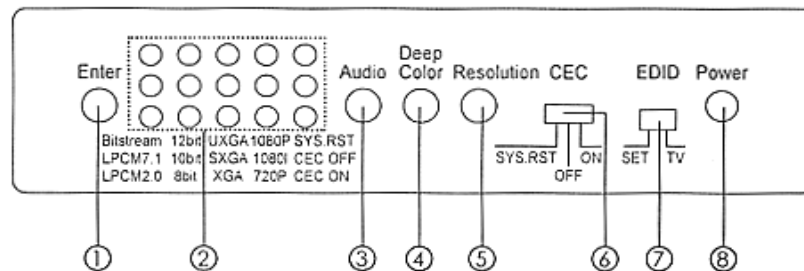 Enter
Audio
Deep
Color
Resolution
CEC
EDID
Power
Bitstream 12bit UXGA 1080P SYS.RST
LPCM7.1 10bit SXGA 1080I CEC OFF
LPCM2.0 8bit XGA 720P CEC ON
SYS.RST
OFF
ON
SET
TV
① ② ③ ④ ⑤ ⑥ ⑦ ⑧